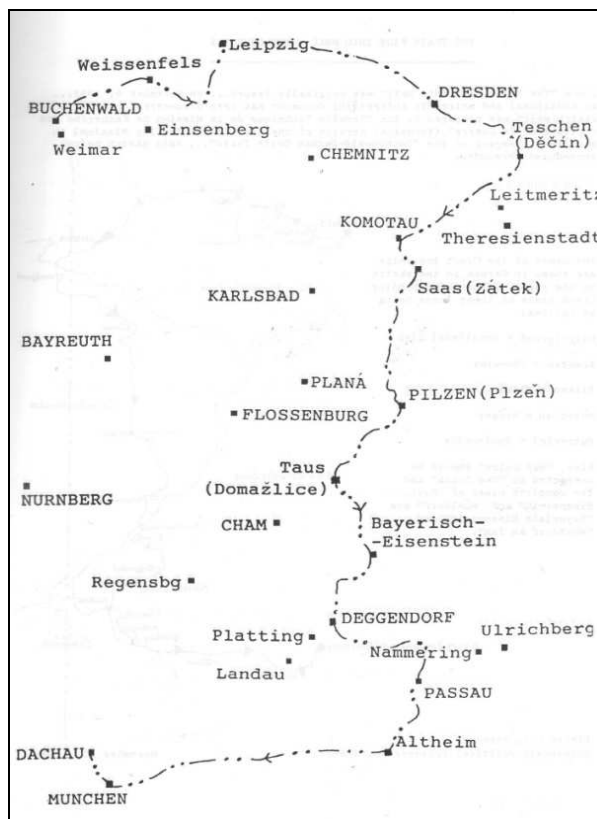 Leipzig
Weissenfels
BUCHENWALD
DRESDEN
Einsenberg
Teschen
(Děčín)
Weimar
CHEMNITZ
Leitmeritz
KOMOTAU
Theresienstadt
Saas(Zátek)
KARLSBAD
BAYREUTH
PLANÁ
PILZEN(Plzeň)
FLOSSENBURG
Taus
(Domažlice)
NURNBERG
CHAM
Bayerisch-
-Eisenstein
Regensbg
DEGGENDORF
Platting
Ulrichberg
Nammering
Landau
PASSAU
Altheim
DACHAU
MUNCHEN